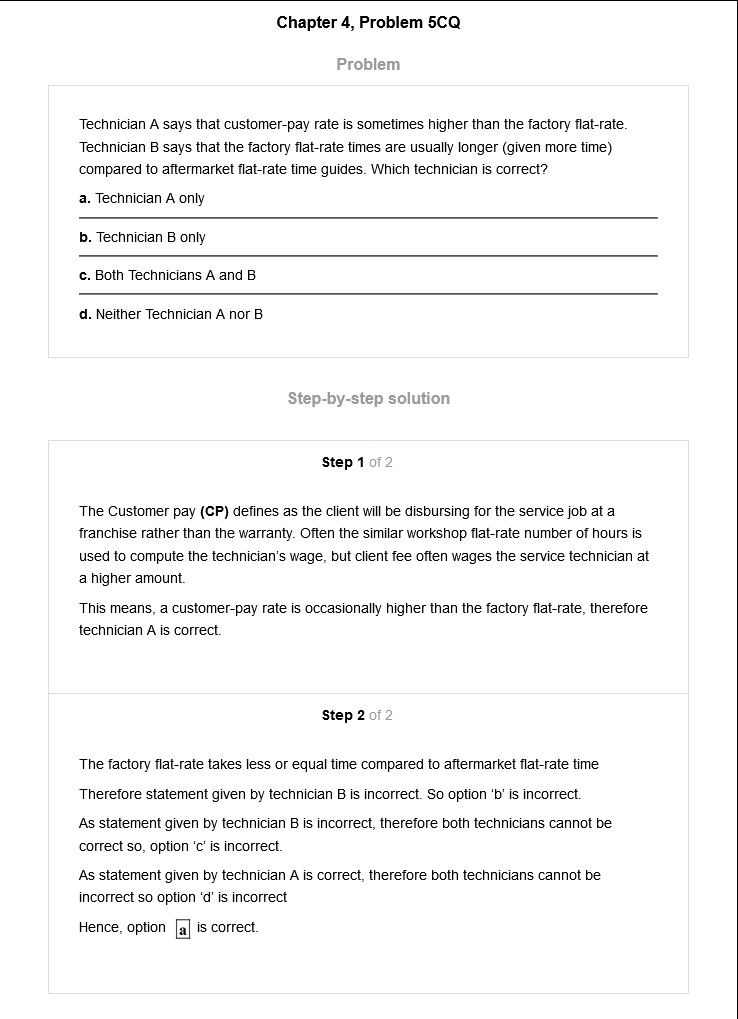 Chapter 4, Problem 5CQ
Problem
Technician A says that customer-pay rate is sometimes higher than the factory flat-rate.
Technician B says that the factory flat-rate times are usually longer (given more time)
compared to aftermarket flat-rate time guides. Which technician is correct?
a. Technician A only
b. Technician B only
c. Both Technicians A and B
d. Neither Technician A nor B
Step-by-step solution
Step 1 of 2
The Customer pay (CP) defines as the client will be disbursing for the service job at a
franchise rather than the warranty. Often the similar workshop flat-rate number of hours is
used to compute the technician's wage, but client fee often wages the service technician at
a higher amount.
This means, a customer-pay rate is occasionally higher than the factory flat-rate, therefore
technician A is correct.
Step 2 of 2
The factory flat-rate takes less or equal time compared to aftermarket flat-rate time
Therefore statement given by technician B is incorrect. So option 'b' is incorrect.
As statement given by technician B is incorrect, therefore both technicians cannot be
correct so, option 'c' is incorrect.
As statement given by technician A is correct, therefore both technicians cannot be
incorrect so option 'd' is incorrect
Hence, option a is correct.